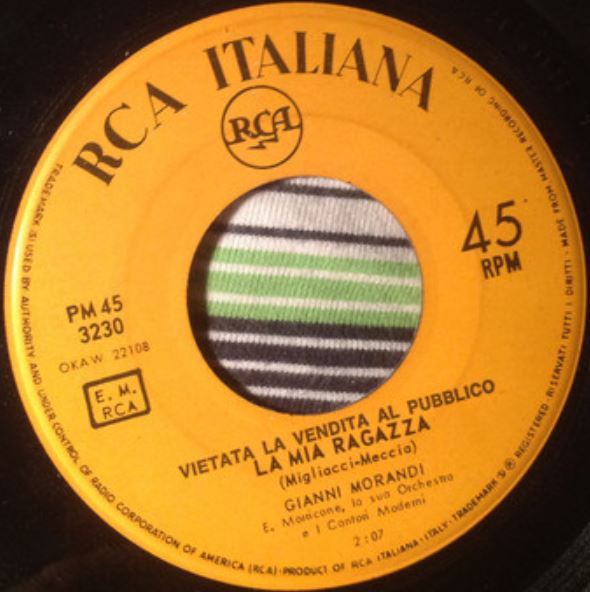 RCA ITALIANA
RCA
45
RPM
PM 45
3230
OKAW 22108
E. M.
RCA
VIETATA LA VENDITA AL PUBBLICO
LA MIA RAGAZZA
(Migliacci-Meccia)
GIANNI MORANDI
E. Morricone, la sua Orchestra
e I Cantori Moderni
2:07
TRADEMARK (S) USED BY AUTHORITY AND UNDER CONTROL OF RADIO CORPORATION OF AMERICA (RCA) · PRODUCT OF RCA ITALIANA · ITALY · TRADEMARK (S) ® REGISTERED · RISERVATI TUTTI I DIRITTI · MADE FROM MASTER RECORDING OF RCA